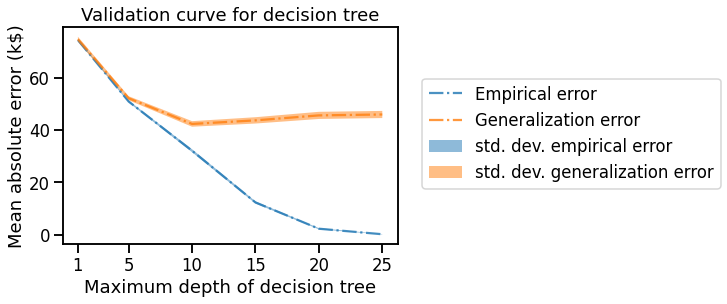 Validation curve for decision tree
Mean absolute error (k$)
60
40
20
0
1 5 10 15 20 25
Maximum depth of decision tree
Empirical error
Generalization error
std. dev. empirical error
std. dev. generalization error